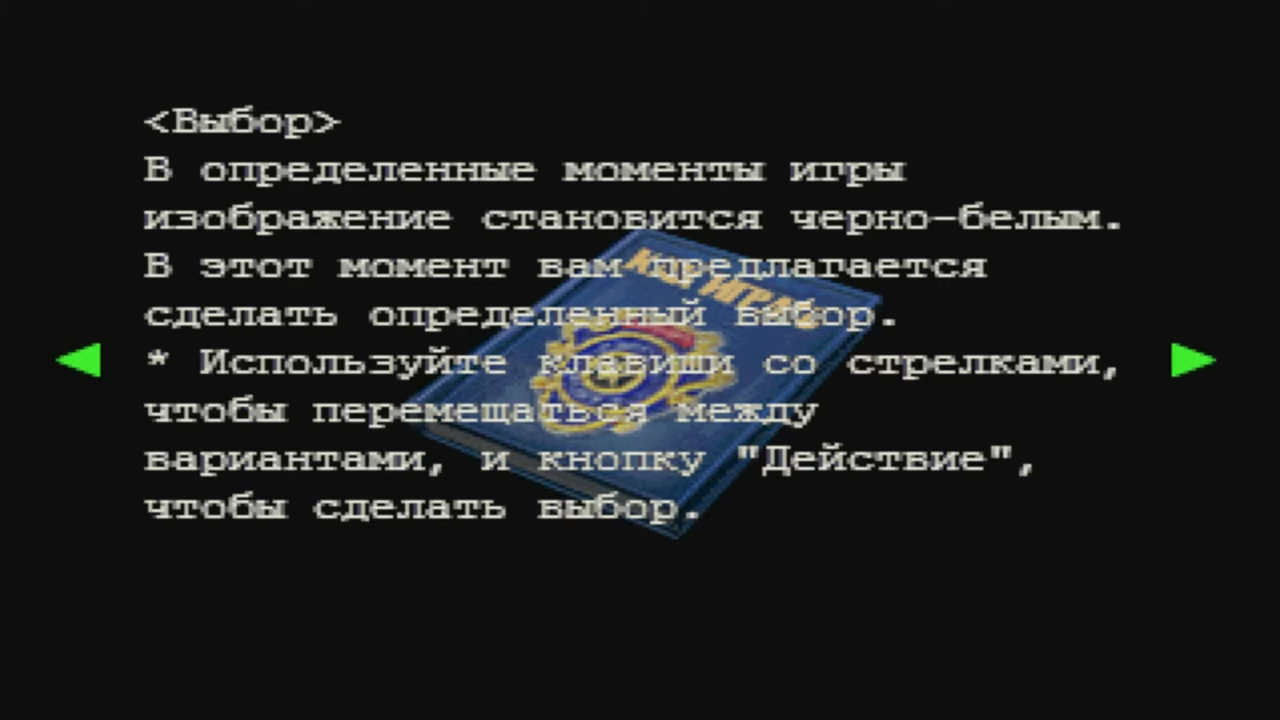 <Выбор>
В определенные моменты игры
изображение становится черно-белым.
В этот момент вам предлагается
сделать определенный выбор.
* Используйте клавиши со стрелками,
чтобы перемещаться между
вариантами, и кнопку "Действие",
чтобы сделать выбор.